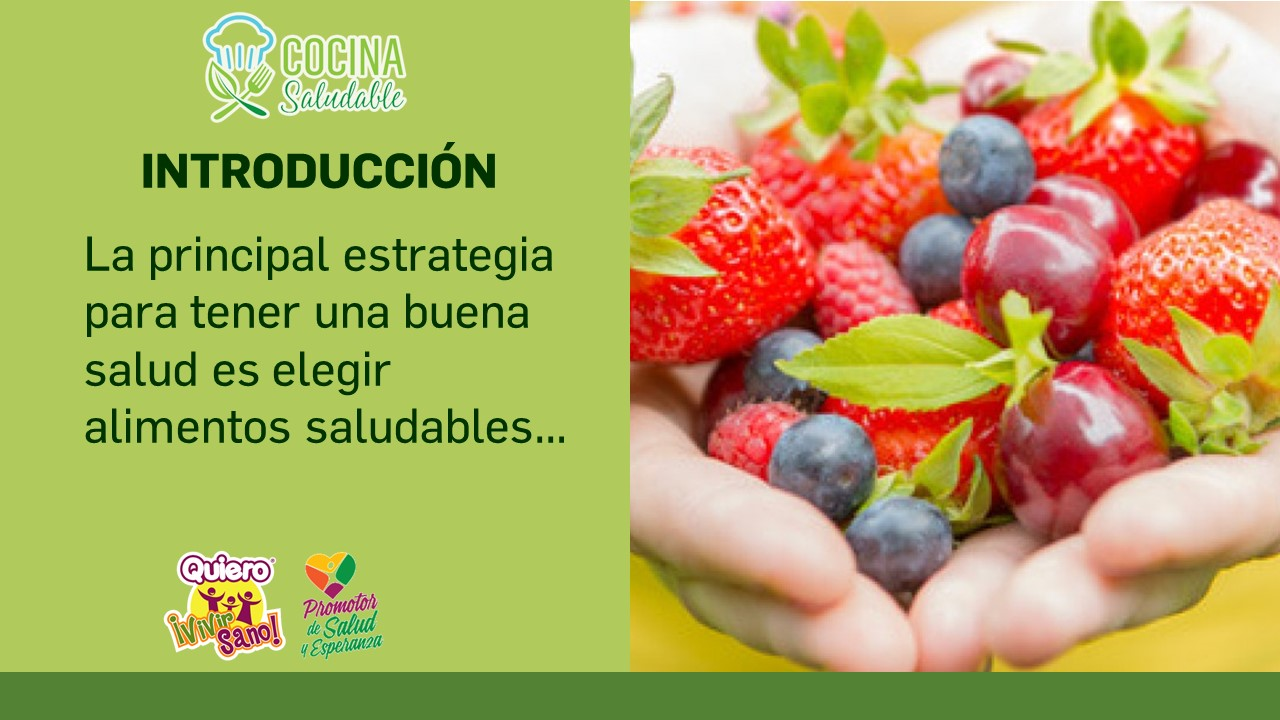 COCINA
Saludable
INTRODUCCIÓN
La principal estrategia
para tener una buena
salud es elegir
alimentos saludables...
Quiero
¡Vivir
Sano!
Promotor
de Salud
y Esperanza